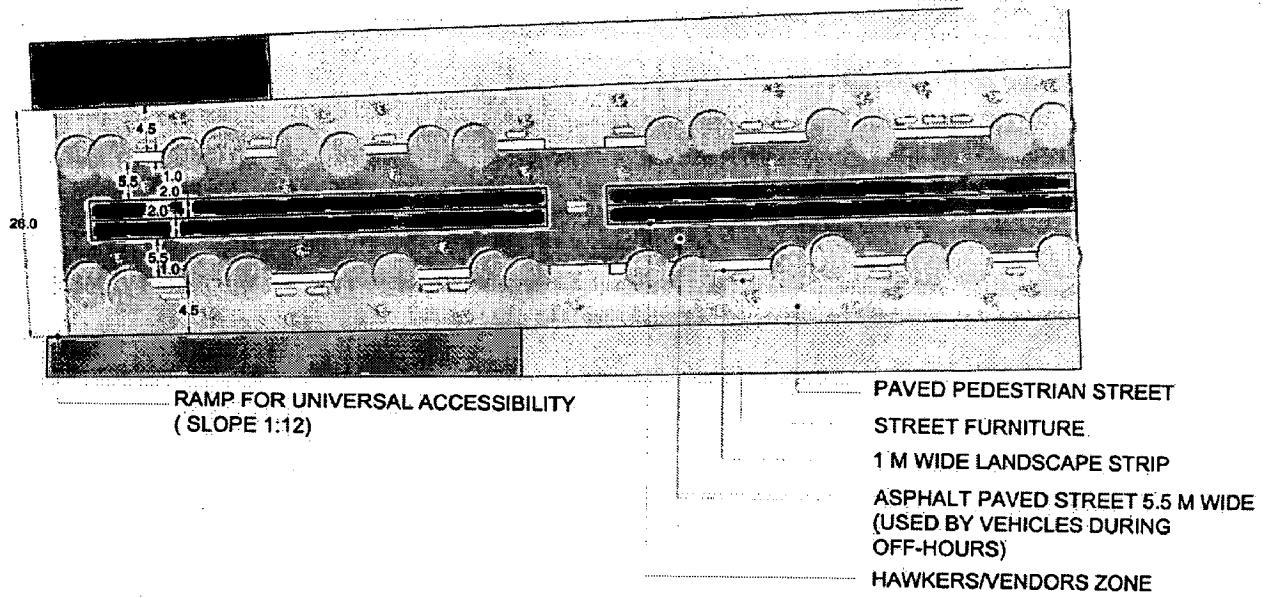 4.5
5.5
1.0
2.0
2.0
26.0
5.5
1.0
4.5
RAMP FOR UNIVERSAL ACCESSIBILITY
( SLOPE 1:12)
PAVED PEDESTRIAN STREET
STREET FURNITURE
1 M WIDE LANDSCAPE STRIP
ASPHALT PAVED STREET 5.5 M WIDE
(USED BY VEHICLES DURING
OFF-HOURS)
HAWKERS/VENDORS ZONE